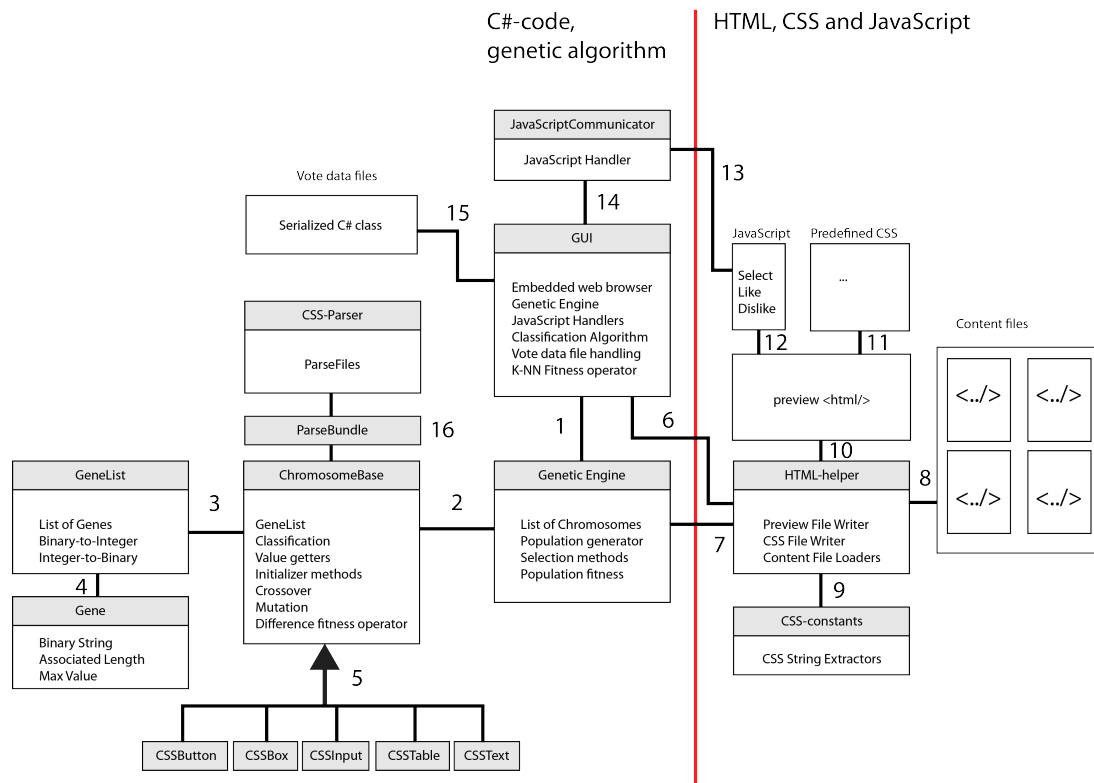 C#-code,
genetic algorithm
HTML, CSS and JavaScript
JavaScriptCommunicator
JavaScript Handler
13
Vote data files
Serialized C# class
15
14
GUI
Embedded web browser
Genetic Engine
JavaScript Handlers
Classification Algorithm
Vote data file handling
K-NN Fitness operator
JavaScript
Select
Like
Dislike
Predefined CSS
...
12
11
Content files
<../>
<../>
<../>
<../>
CSS-Parser
ParseFiles
ParseBundle
16
1
6
preview <html/>
10
8
GeneList
List of Genes
Binary-to-Integer
Integer-to-Binary
3
ChromosomeBase
GeneList
Classification
Value getters
Initializer methods
Crossover
Mutation
Difference fitness operator
2
Genetic Engine
List of Chromosomes
Population generator
Selection methods
Population fitness
7
HTML-helper
Preview File Writer
CSS File Writer
Content File Loaders
4
Gene
Binary String
Associated Length
Max Value
9
CSS-constants
CSS String Extractors
5
CSSButton
CSSBox
CSSInput
CSSTable
CSSText